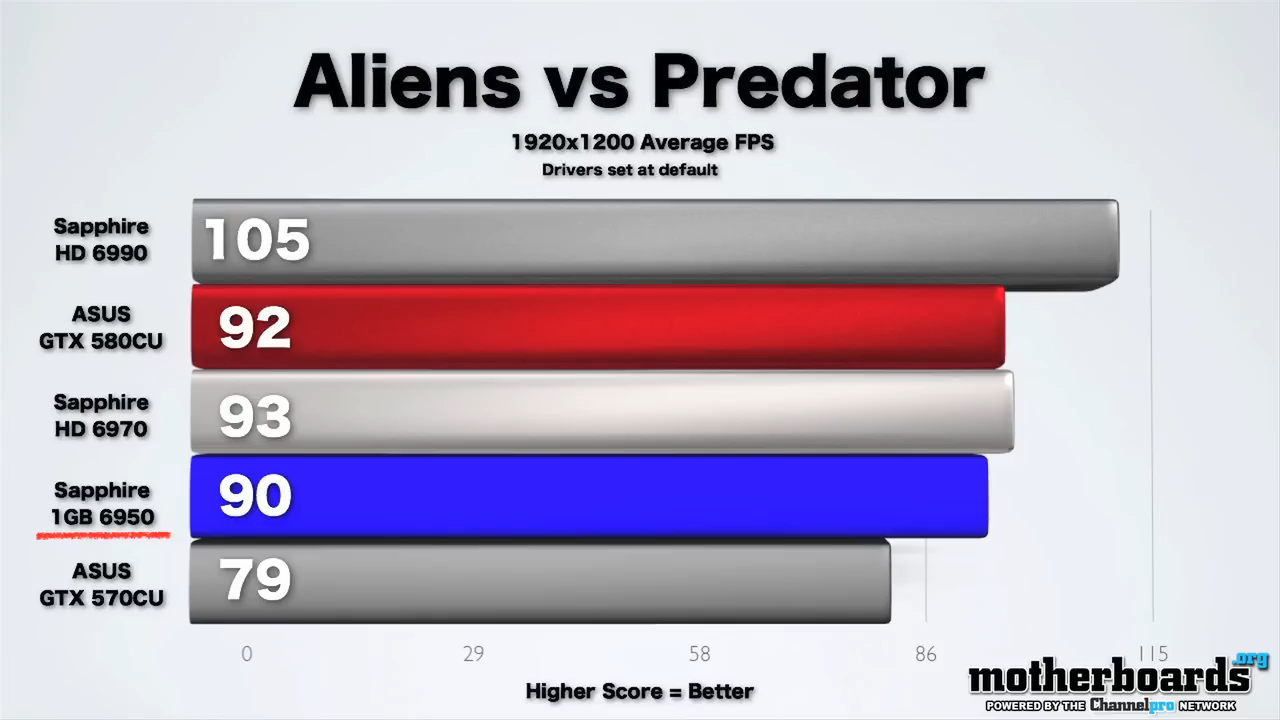 Aliens vs Predator
1920x1200 Average FPS
Drivers set at default
Sapphire
HD 6990
105
ASUS
GTX 580CU
92
Sapphire
HD 6970
93
Sapphire
1GB 6950
90
ASUS
GTX 570CU
79
0 29 58 86 115
Higher Score = Better
motherboards.org
POWERED BY THE ChannelPro NETWORK